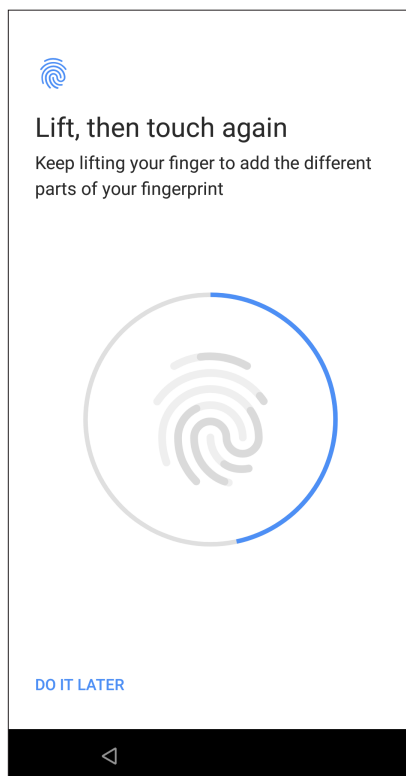 Lift, then touch again
Keep lifting your finger to add the different
parts of your fingerprint
DO IT LATER